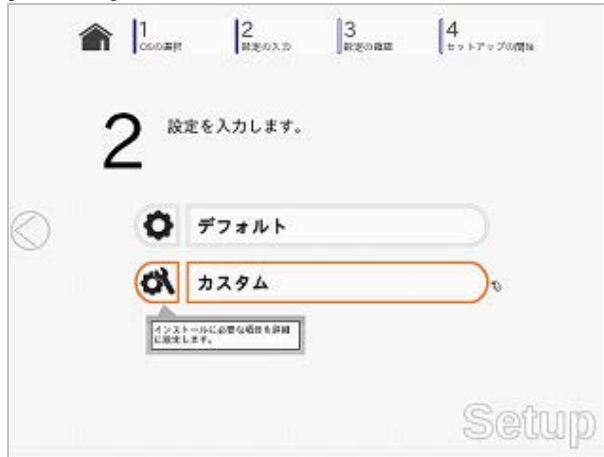 1
OSの選択
2
設定の入力
3
設定の確認
4
セットアップの開始
2
設定を入力します。
デフォルト
カスタム
インストールに必要な項目を詳細
に設定します。
Setup